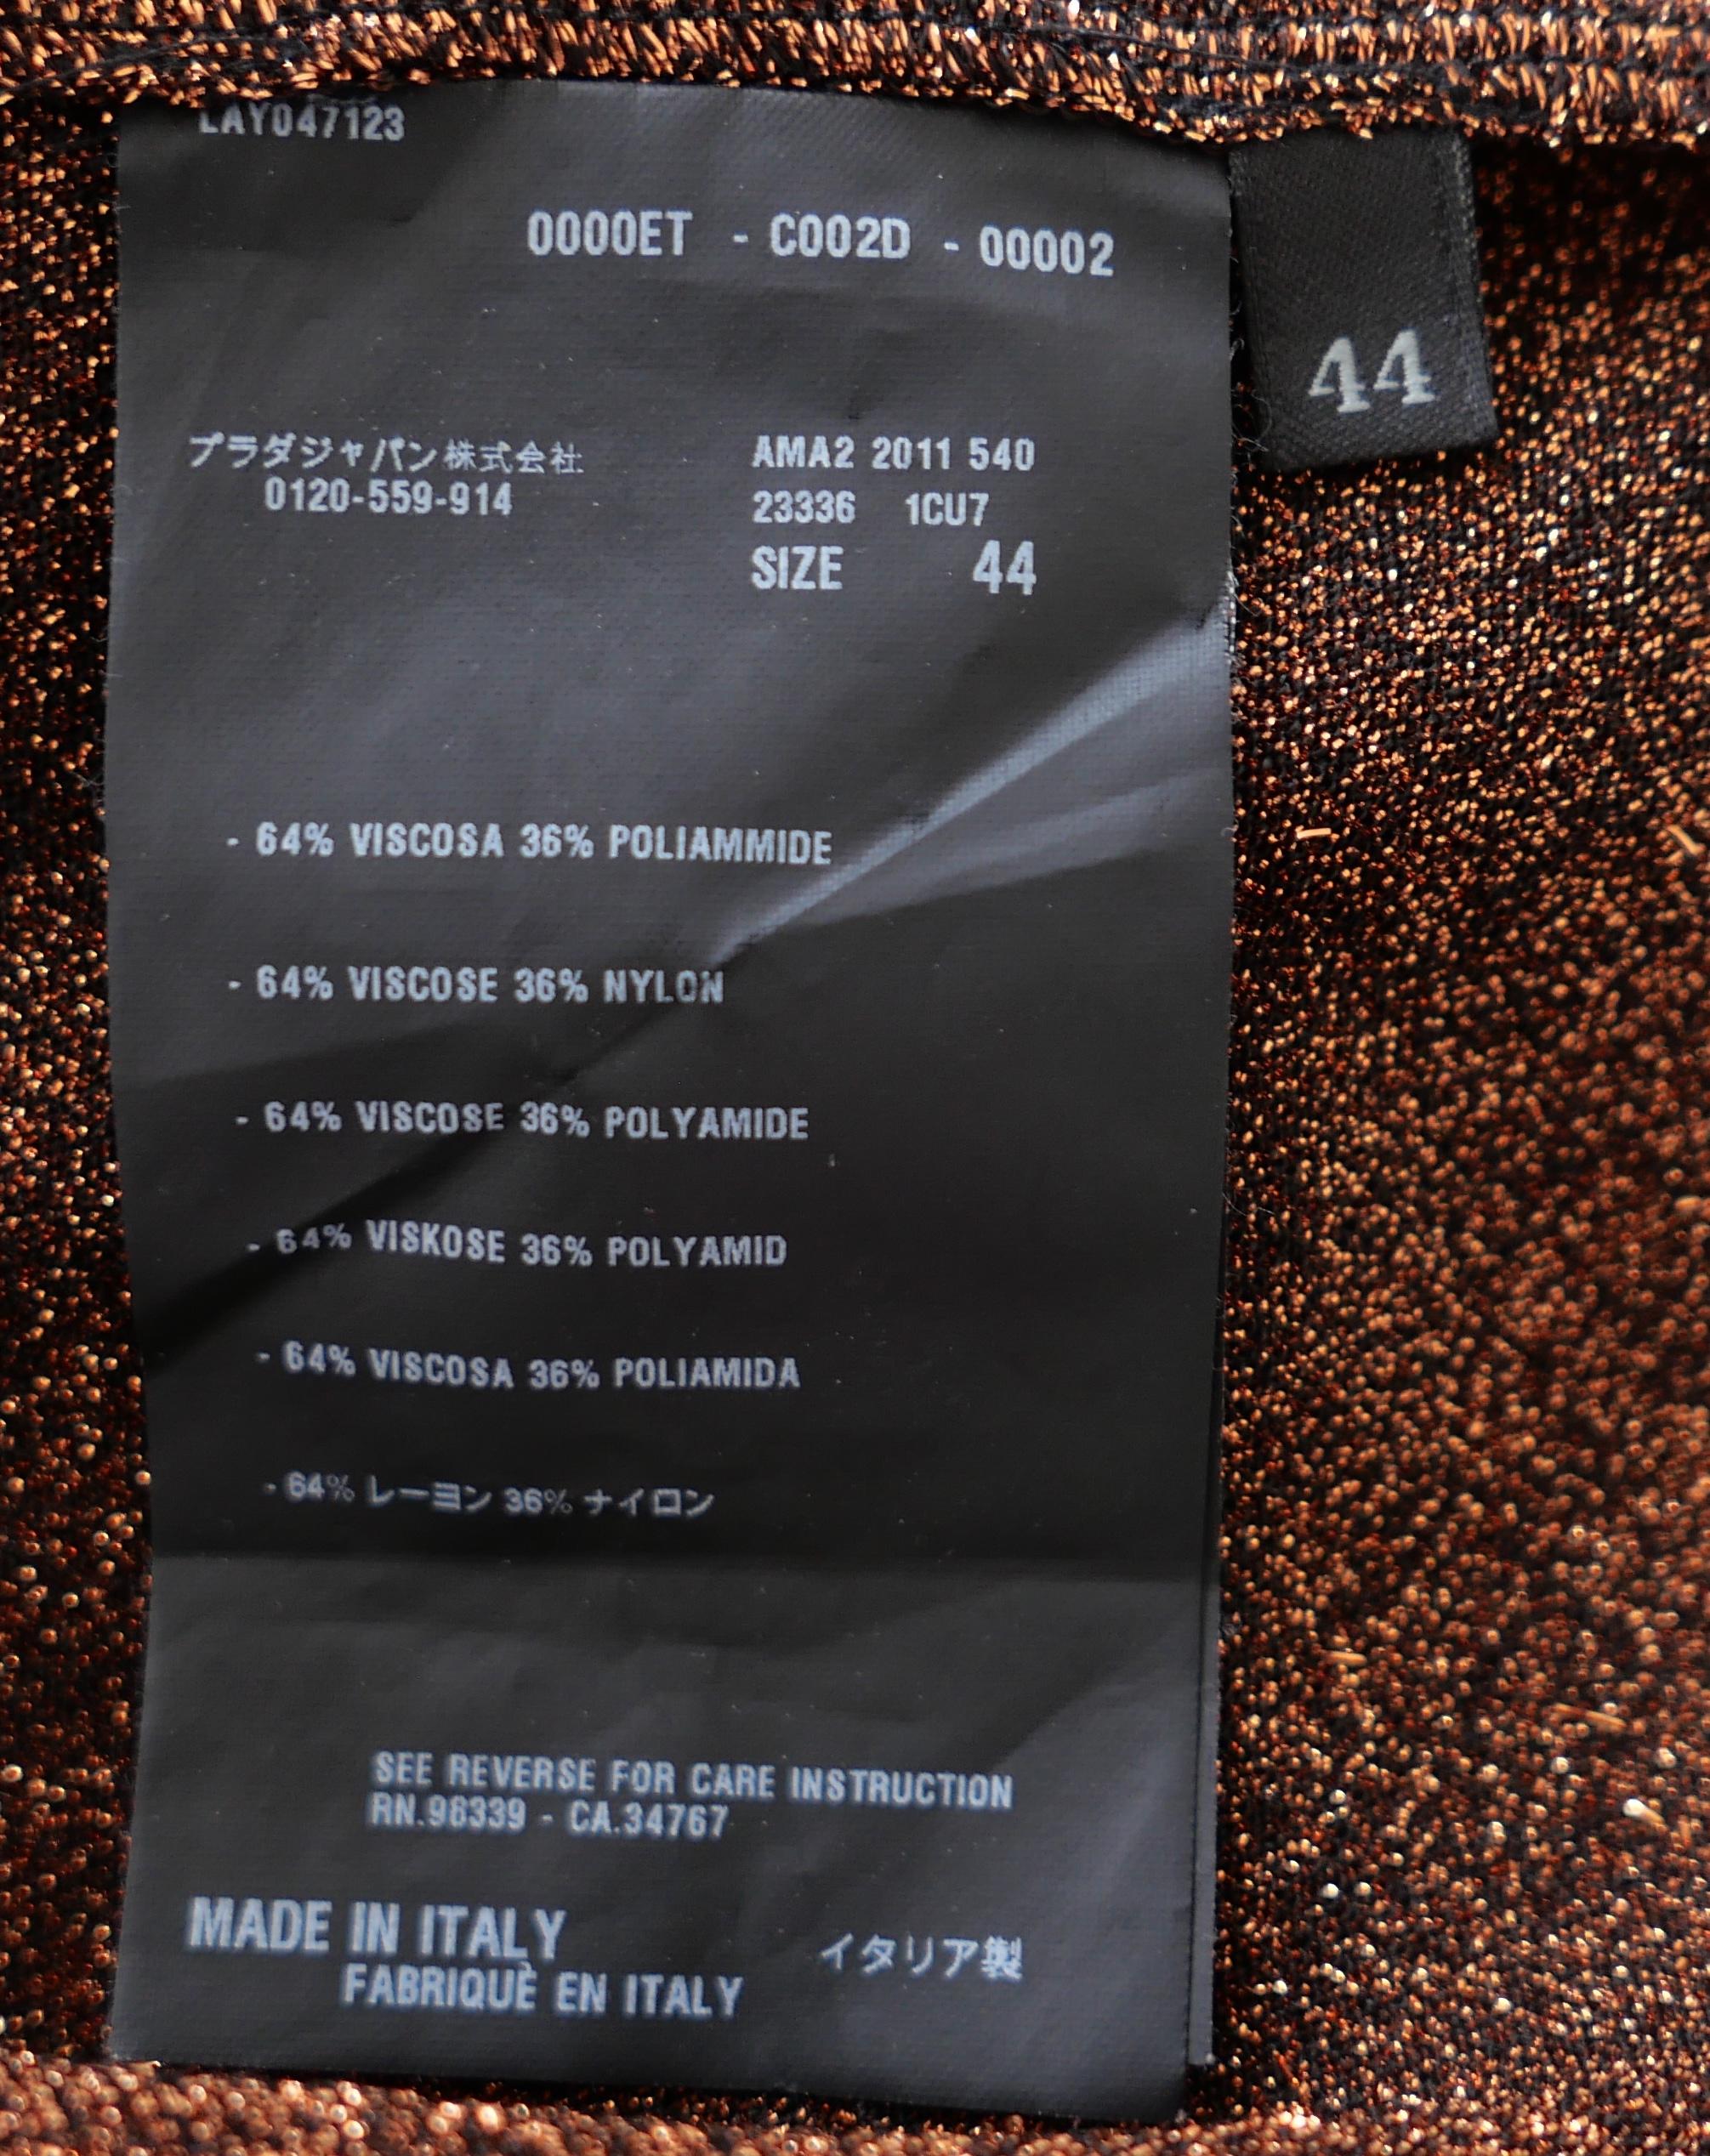 LAY047123
0000ET - C002D - 00002
44
プラダジャパン株式会社
0120-559-914
AMA2 2011 540
23336 1CU7
SIZE 44
- 64% VISCOSA 36% POLIAMMIDE
- 64% VISCOSE 36% NYLON
- 64% VISCOSE 36% POLYAMIDE
- 64% VISKOSE 36% POLYAMID
- 64% VISCOSA 36% POLIAMIDA
- 64% レーヨン 36% ナイロン
SEE REVERSE FOR CARE INSTRUCTION
RN.96339 - CA.34767
MADE IN ITALY
FABRIQUÈ EN ITALY
イタリア製